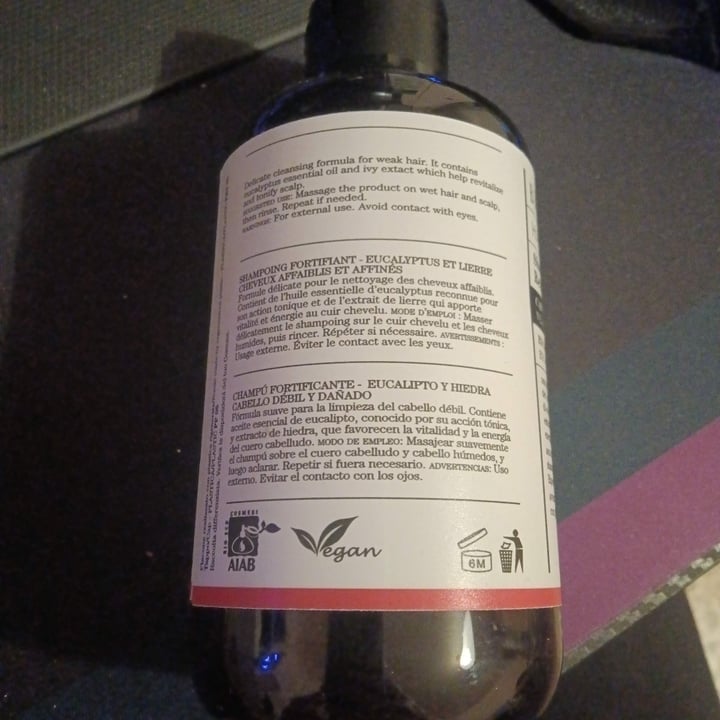 Delicate cleansing formula for weak hair. It contains
eucalyptus essential oil and ivy extact which help revitalize
and tonify scalp.
SUGGESTED USE: Massage the product on wet hair and scalp,
then rinse. Repeat if needed.
WARNINGS: For external use. Avoid contact with eyes.
SHAMPOING FORTIFIANT - EUCALYPTUS ET LIERRE
CHEVEUX AFFAIBLIS ET AFFINÉS
Formule délicate pour le nettoyage des cheveux affaiblis.
Contient de l'huile essentielle d'eucalyptus reconnue pour
son action tonique et de l'extrait de lierre qui apporte
vitalité et énergie au cuir chevelu. MODE D'EMPLOI : Masser
délicatement le shampoing sur le cuir chevelu et les cheveux
humides, puis rincer. Répéter si nécessaire. AVERTISSEMENTS :
Usage externe. Éviter le contact avec les yeux.
CHAMPÚ FORTIFICANTE - EUCALIPTO Y HIEDRA
CABELLO DÉBIL Y DAÑADO
Fórmula suave para la limpieza del cabello débil. Contiene
aceite esencial de eucalipto, conocido por su acción tónica,
y extracto de hiedra, que favorecen la vitalidad y la energía
del cuero cabelludo. MODO DE EMPLEO: Masajear suavemente
el champú sobre el cuero cabelludo y cabello húmedos, y
luego aclarar. Repetir si fuera necesario. ADVERTENCIAS: Uso
externo. Evitar el contacto con los ojos.
BIO ECO COSMESI
AIAB
Vegan
6M